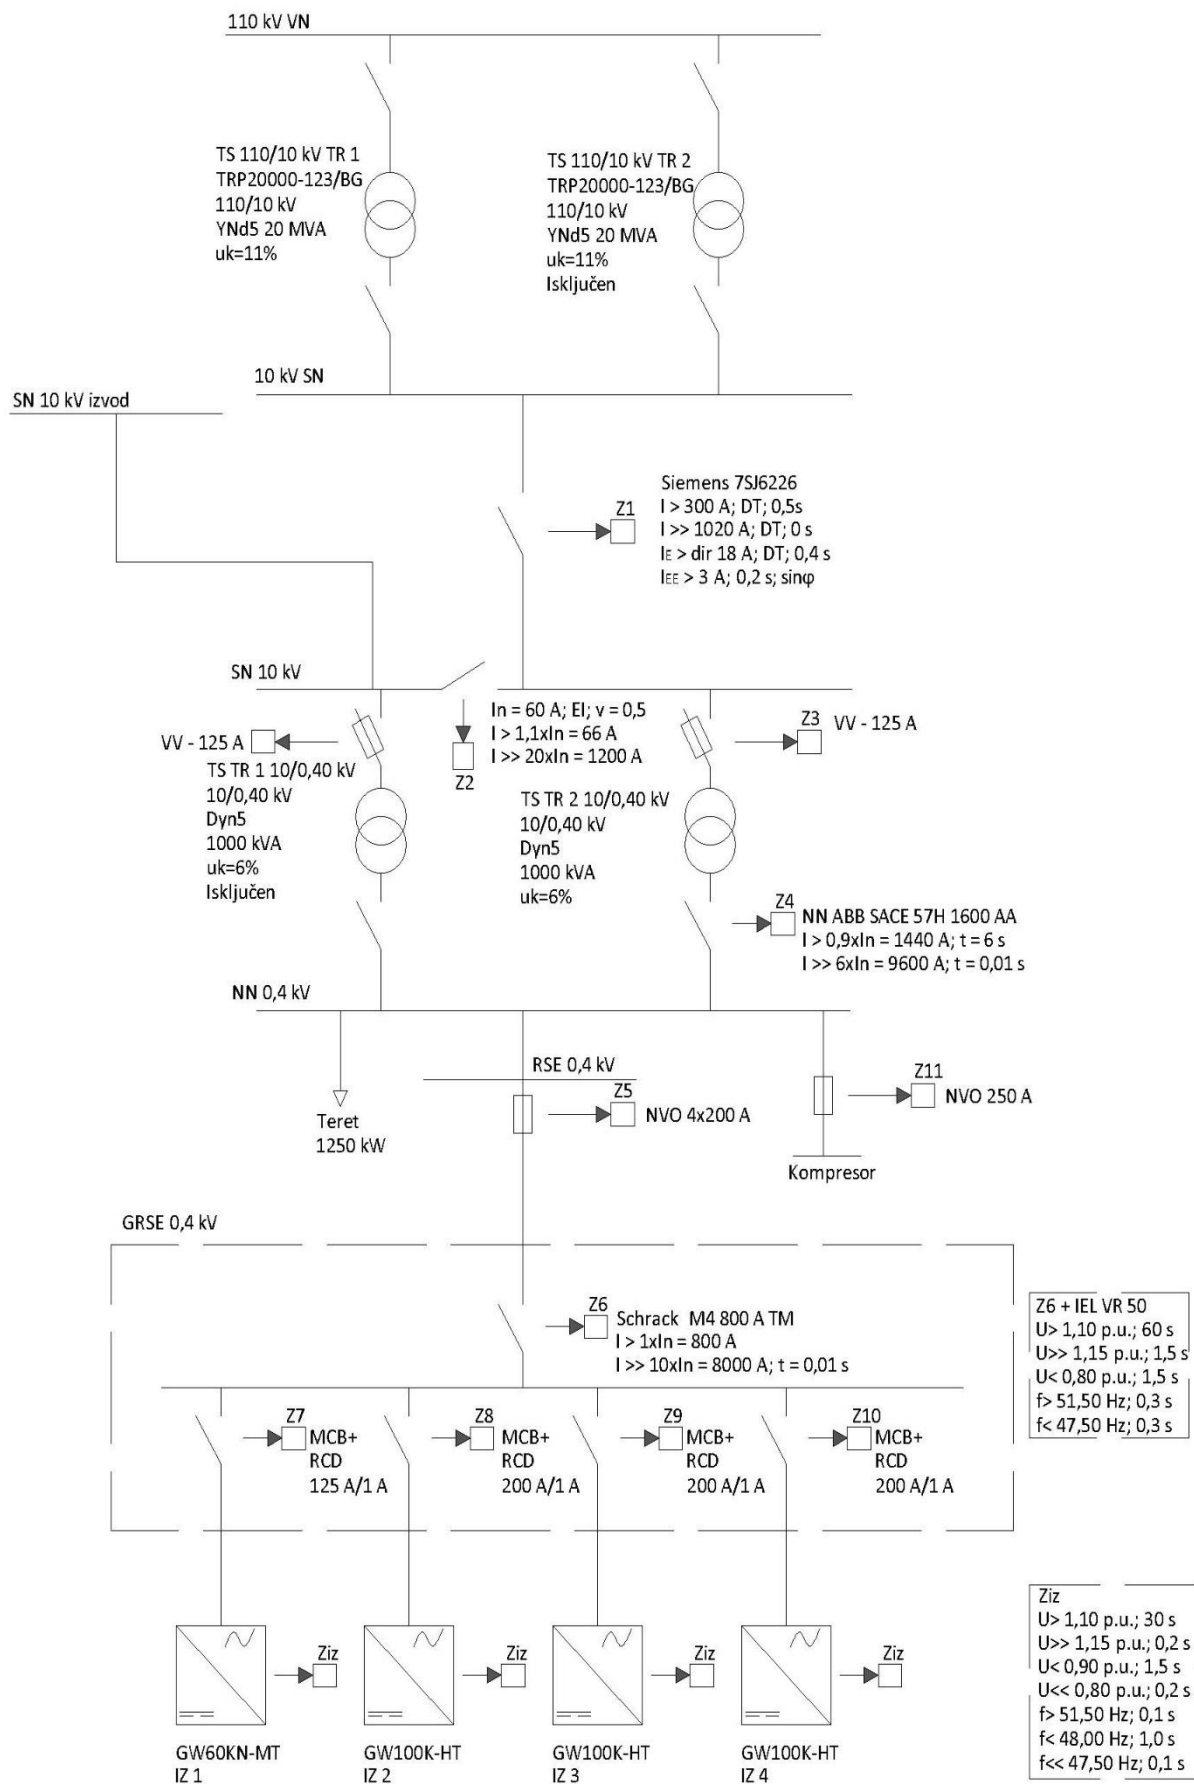 110 kV VN
TS 110/10 kV TR 1
TRP20000-123/BG
110/10 kV
YNd5 20 MVA
uk=11%
TS 110/10 kV TR 2
TRP20000-123/BG
110/10 kV
YNd5 20 MVA
uk=11%
Isključen
10 kV SN
SN 10 kV izvod
Z1
Siemens 7SJ6226
I > 300 A; DT; 0,5s
I >> 1020 A; DT; 0 s
IE > dir 18 A; DT; 0,4 s
IEE > 3 A; 0,2 s; sinφ
SN 10 kV
VV - 125 A
TS TR 1 10/0,40 kV
10/0,40 kV
Dyn5
1000 kVA
uk=6%
Isključen
In = 60 A; EI; v = 0,5
I > 1,1xIn = 66 A
I >> 20xIn = 1200 A
Z2
Z3
VV - 125 A
TS TR 2 10/0,40 kV
10/0,40 kV
Dyn5
1000 kVA
uk=6%
Z4
NN ABB SACE 57H 1600 AA
I > 0,9xIn = 1440 A; t = 6 s
I >> 6xIn = 9600 A; t = 0,01 s
NN 0,4 kV
RSE 0,4 kV
Z5
NVO 4x200 A
Z11
NVO 250 A
Teret
1250 kW
Kompresor
GRSE 0,4 kV
Z6
Schrack M4 800 A TM
I > 1xIn = 800 A
I >> 10xIn = 8000 A; t = 0,01 s
Z6 + IEL VR 50
U> 1,10 p.u.; 60 s
U>> 1,15 p.u.; 1,5 s
U< 0,80 p.u.; 1,5 s
f> 51,50 Hz; 0,3 s
f< 47,50 Hz; 0,3 s
Z7
MCB+
RCD
125 A/1 A
Z8
MCB+
RCD
200 A/1 A
Z9
MCB+
RCD
200 A/1 A
Z10
MCB+
RCD
200 A/1 A
Ziz
Ziz
Ziz
Ziz
GW60KN-MT
IZ 1
GW100K-HT
IZ 2
GW100K-HT
IZ 3
GW100K-HT
IZ 4
Ziz
U> 1,10 p.u.; 30 s
U>> 1,15 p.u.; 0,2 s
U< 0,90 p.u.; 1,5 s
U<< 0,80 p.u.; 0,2 s
f> 51,50 Hz; 0,1 s
f< 48,00 Hz; 1,0 s
f<< 47,50 Hz; 0,1 s